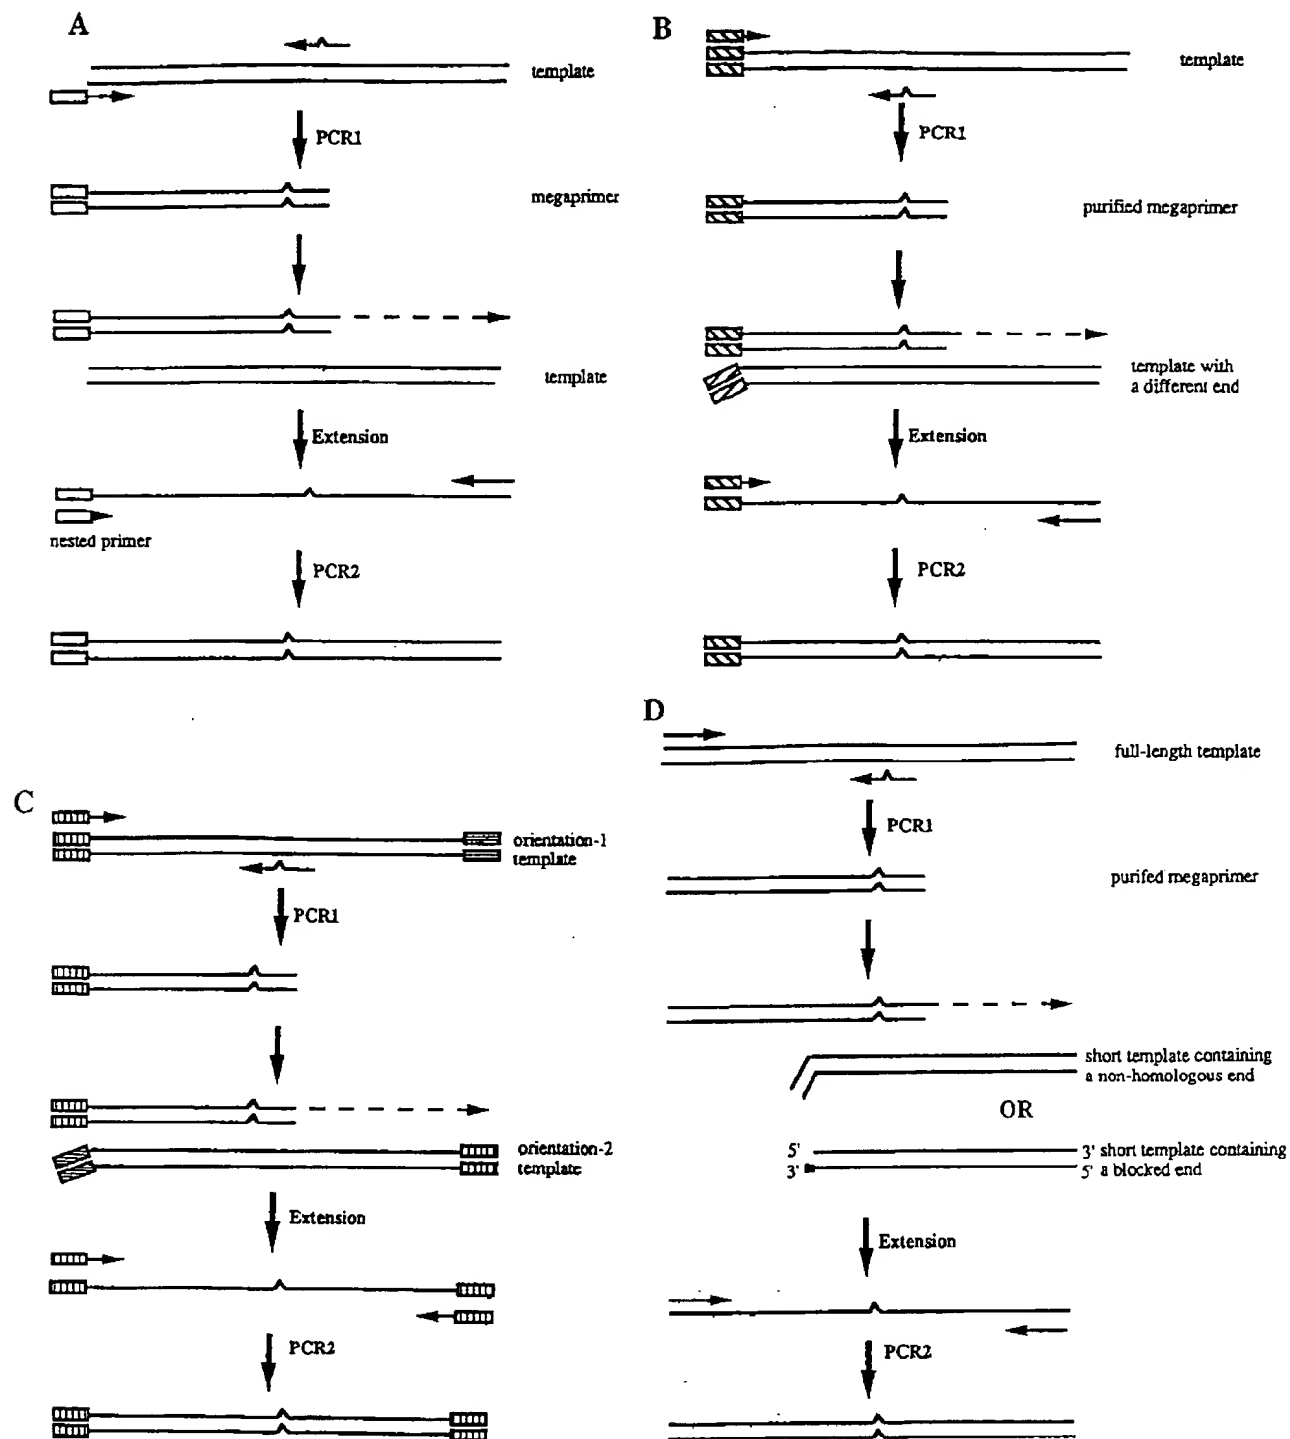 A
template
PCR1
megaprimer
template
Extension
nested primer
PCR2
B
template
PCR1
purified megaprimer
template with
a different end
Extension
PCR2
C
orientation-1
template
PCR1
orientation-2
template
Extension
PCR2
D
full-length template
PCR1
purifed megaprimer
short template containing
a non-homologous end
OR
5' 3' short template containing
3' 5' a blocked end
Extension
PCR2